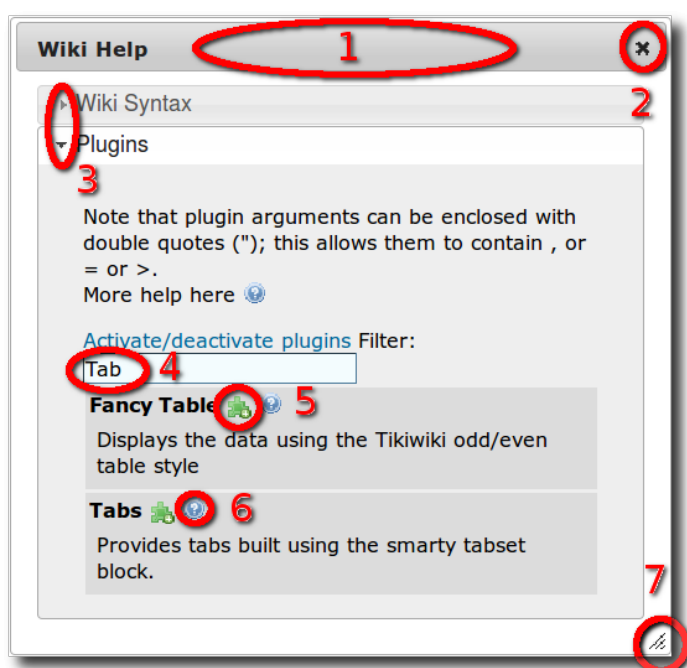 Wiki Help 1
2
Wiki Syntax
Plugins
3
Note that plugin arguments can be enclosed with
double quotes ("); this allows them to contain , or
= or >.
More help here
Activate/deactivate plugins Filter:
Tab 4
Fancy Table 5
Displays the data using the Tikiwiki odd/even
table style
Tabs 6
Provides tabs built using the smarty tabset
block.
7